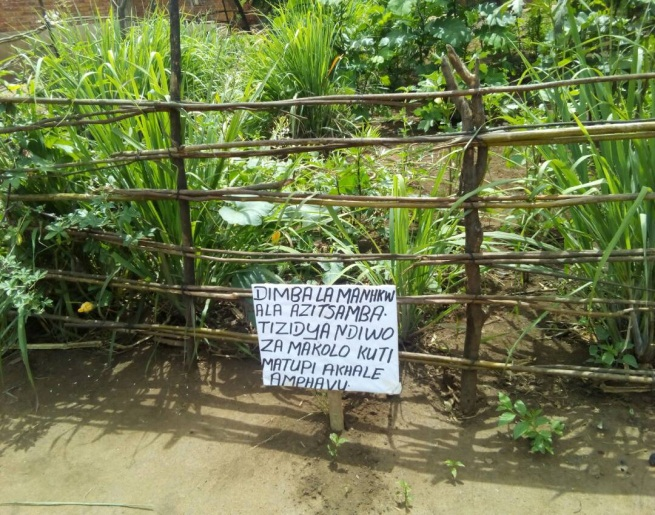 DIMBA LA MANHKW
ALA AZITSAMBA.
TIZIDYA NDIWO
ZA MAKOLO KUTI
MATUPI AKHALE
AMPHAVU